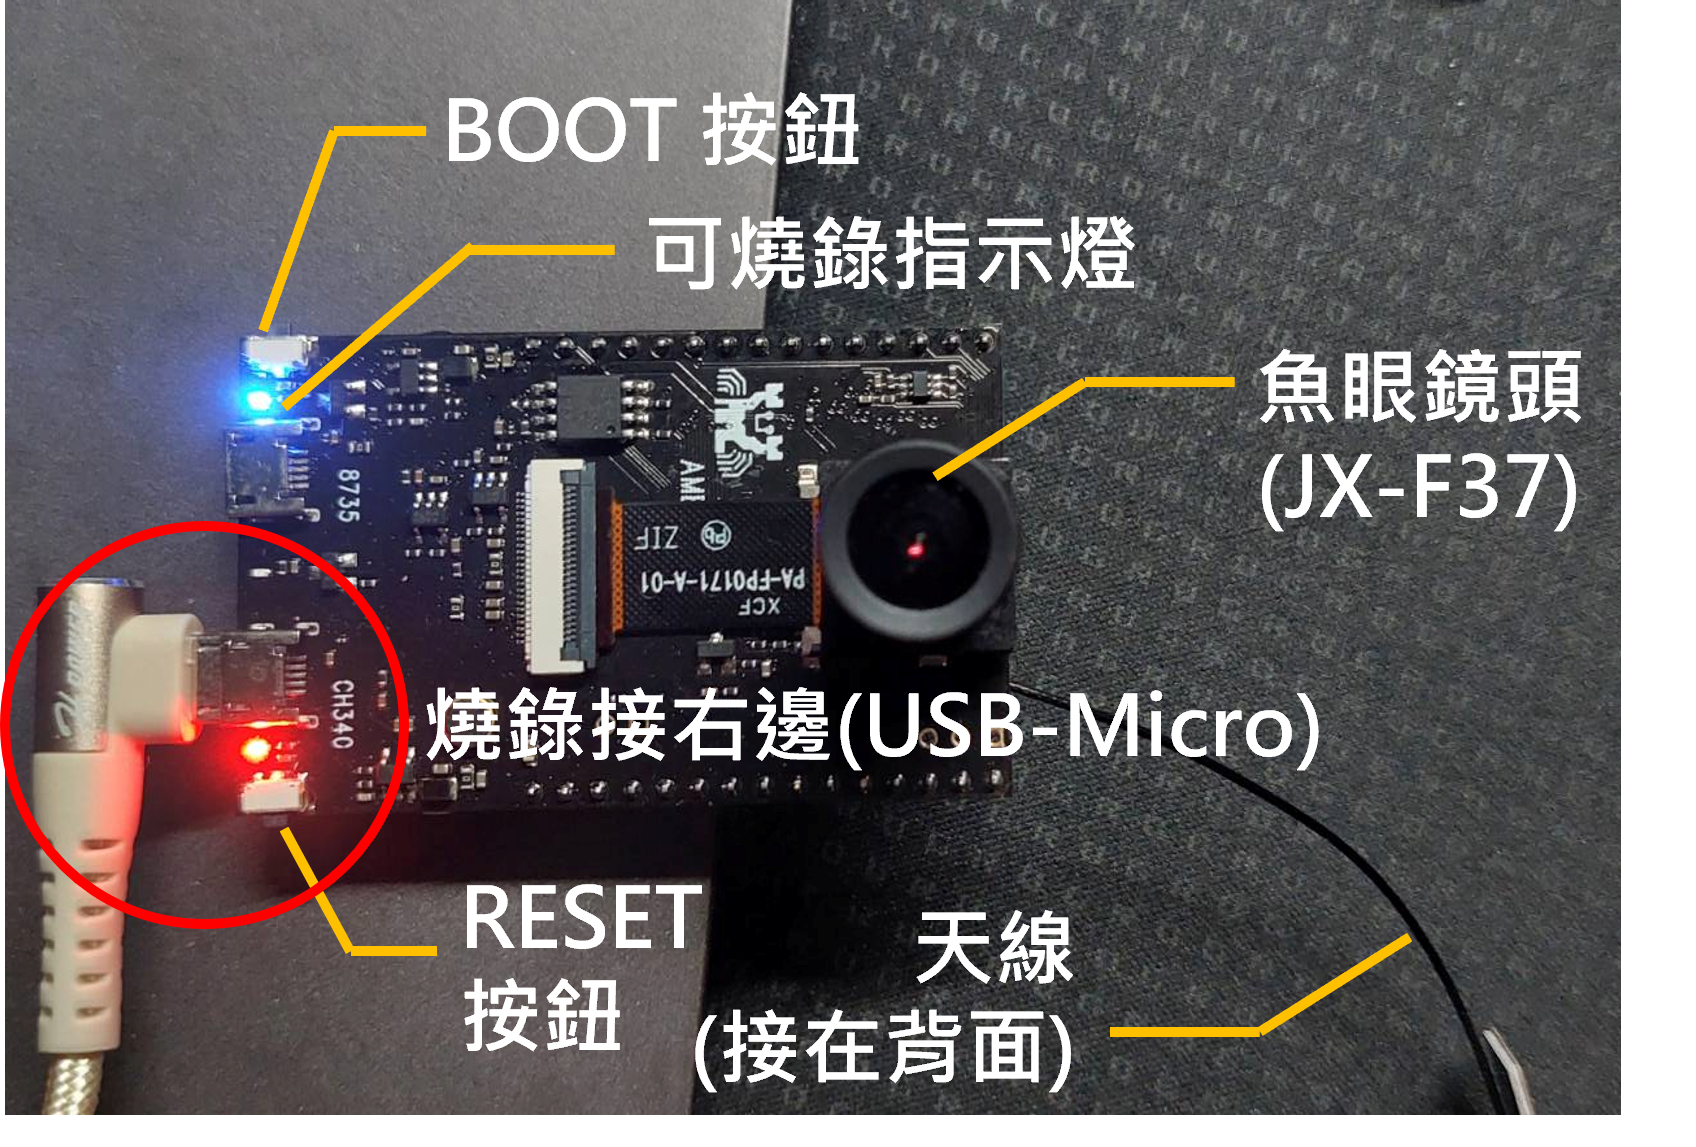 BOOT 按鈕
可燒錄指示燈
魚眼鏡頭
(JX-F37)
8735
AM
ZIF
Pb
PA-FP0171-A-01
XCF
CH340
燒錄接右邊(USB-Micro)
RESET
按鈕
天線
(接在背面)